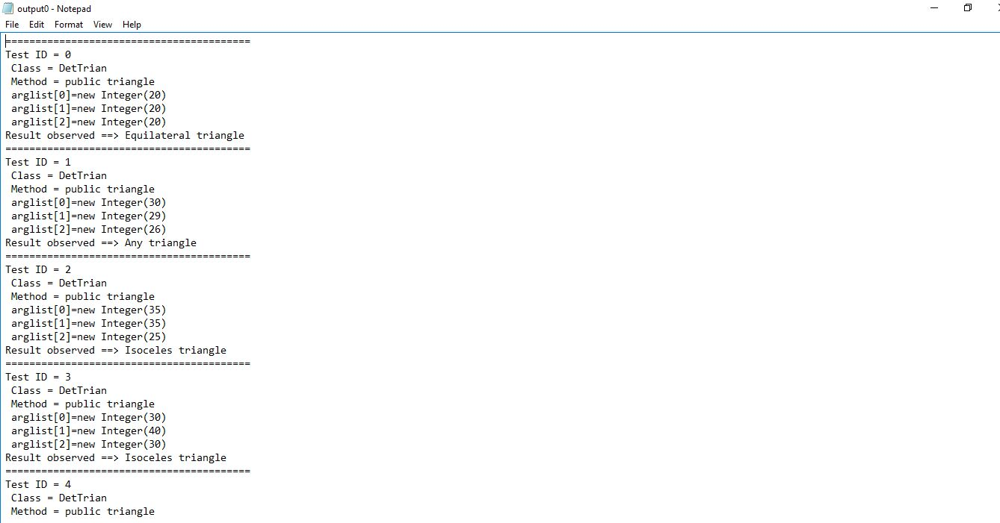 output0 - Notepad
File Edit Format View Help
=========================================
Test ID = 0
 Class = DetTrian
 Method = public triangle
 arglist[0]=new Integer(20)
 arglist[1]=new Integer(20)
 arglist[2]=new Integer(20)
Result observed ==> Equilateral triangle
=========================================
Test ID = 1
 Class = DetTrian
 Method = public triangle
 arglist[0]=new Integer(30)
 arglist[1]=new Integer(29)
 arglist[2]=new Integer(26)
Result observed ==> Any triangle
=========================================
Test ID = 2
 Class = DetTrian
 Method = public triangle
 arglist[0]=new Integer(35)
 arglist[1]=new Integer(35)
 arglist[2]=new Integer(25)
Result observed ==> Isoceles triangle
=========================================
Test ID = 3
 Class = DetTrian
 Method = public triangle
 arglist[0]=new Integer(30)
 arglist[1]=new Integer(40)
 arglist[2]=new Integer(30)
Result observed ==> Isoceles triangle
=========================================
Test ID = 4
 Class = DetTrian
 Method = public triangle